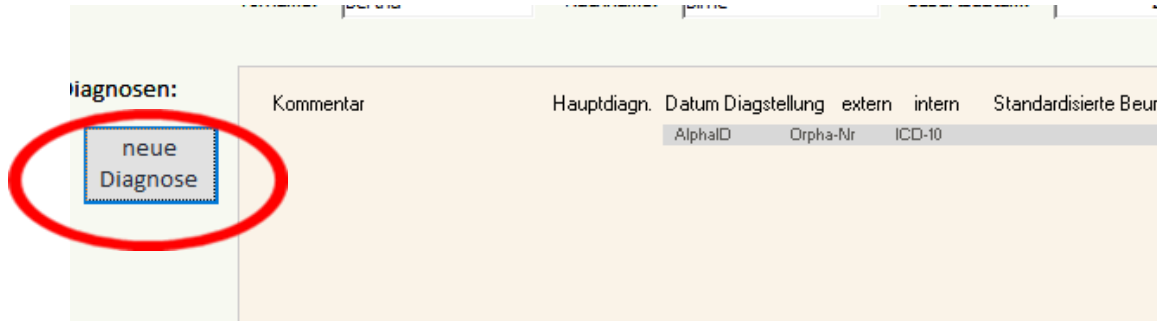 Diagnosen:
Kommentar Hauptdiagn. Datum Diagstellung extern intern Standardisierte Beur
AlphaID Orpha-Nr ICD-10
neue
Diagnose